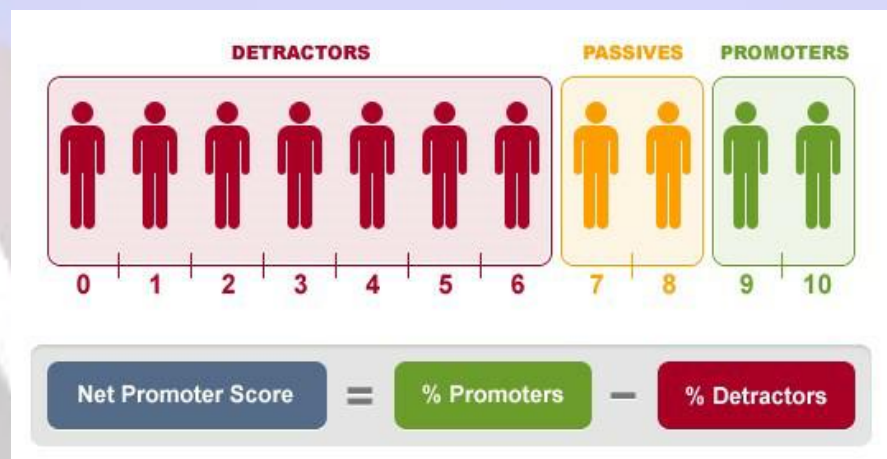 DETRACTORS PASSIVES PROMOTERS
0 1 2 3 4 5 6 7 8 9 10
Net Promoter Score = % Promoters − % Detractors